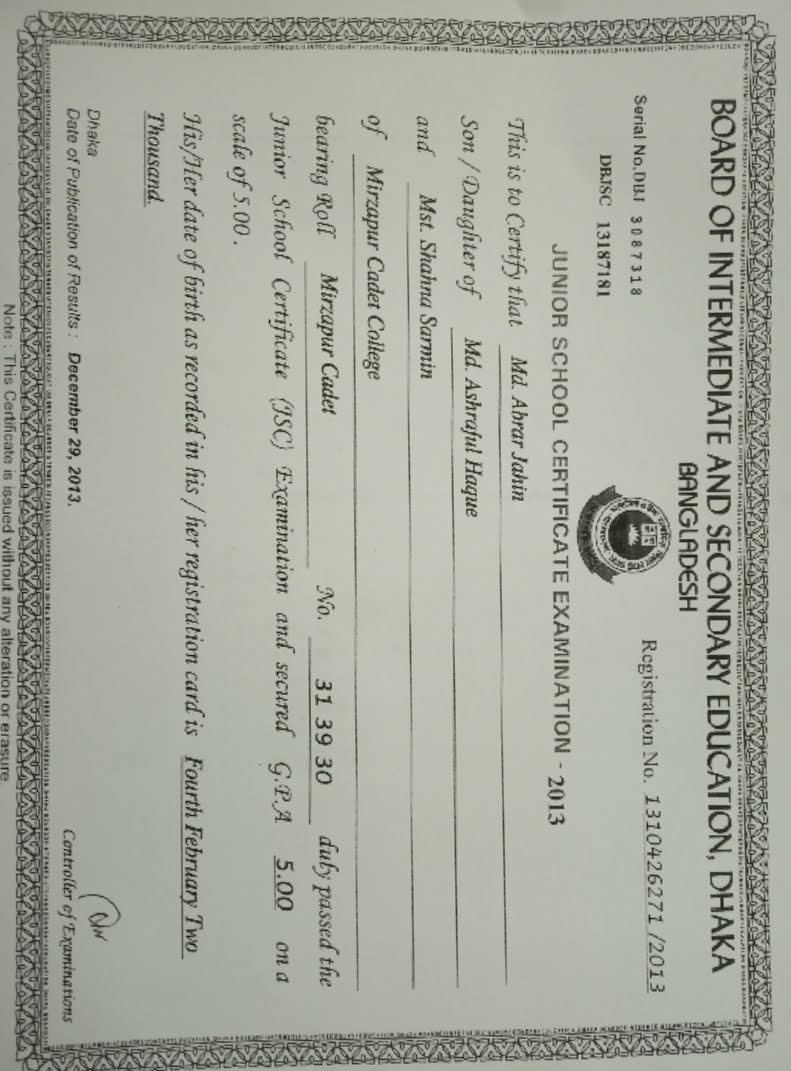 BOARD OF INTERMEDIATE AND SECONDARY EDUCATION, DHAKA
BANGLADESH
Serial No.DBJ 3087318
Registration No. 1310426271 /2013
DBJSC 13187181
JUNIOR SCHOOL CERTIFICATE EXAMINATION - 2013
This is to Certify that Md. Abrar Jahin
Son / Daughter of Md. Ashraful Haque
and Mst. Shahna Sarmin
of Mirzapur Cadet College
bearing Roll Mirzapur Cadet No. 31 39 30 duly passed the
Junior School Certificate (JSC) Examination and secured G.P.A 5.00 on a
scale of 5.00.
His/Her date of birth as recorded in his / her registration card is Fourth February Two
Thousand.
Dhaka
Date of Publication of Results : December 29, 2013.
Controller of Examinations
Note : This Certificate is issued without any alteration or erasure.